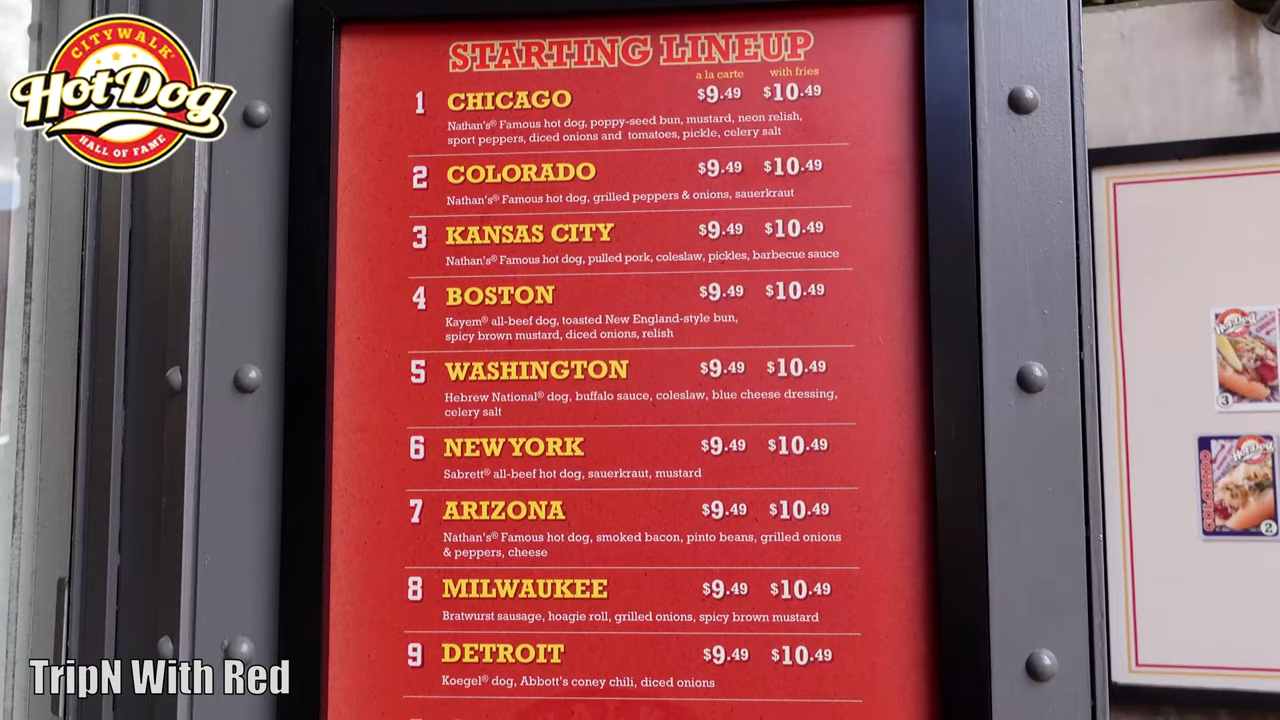 CITYWALK
Hot Dog
HALL OF FAME
STARTING LINEUP
a la carte with fries
1 CHICAGO $9.49 $10.49
Nathan's® Famous hot dog, poppy-seed bun, mustard, neon relish,
sport peppers, diced onions and tomatoes, pickle, celery salt
2 COLORADO $9.49 $10.49
Nathan's® Famous hot dog, grilled peppers & onions, sauerkraut
3 KANSAS CITY $9.49 $10.49
Nathan's® Famous hot dog, pulled pork, coleslaw, pickles, barbecue sauce
4 BOSTON $9.49 $10.49
Kayem® all-beef dog, toasted New England-style bun,
spicy brown mustard, diced onions, relish
5 WASHINGTON $9.49 $10.49
Hebrew National® dog, buffalo sauce, coleslaw, blue cheese dressing,
celery salt
6 NEW YORK $9.49 $10.49
Sabrett® all-beef hot dog, sauerkraut, mustard
7 ARIZONA $9.49 $10.49
Nathan's® Famous hot dog, smoked bacon, pinto beans, grilled onions
& peppers, cheese
8 MILWAUKEE $9.49 $10.49
Bratwurst sausage, hoagie roll, grilled onions, spicy brown mustard
9 DETROIT $9.49 $10.49
Koegel® dog, Abbott's coney chili, diced onions
Hot Dog
3
Hot Dog
COLORADO
2
TripN With Red